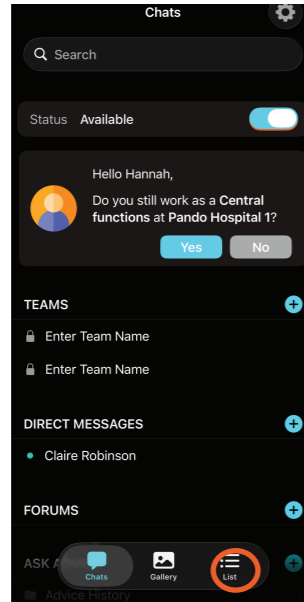 Chats
Search
Status Available
Hello Hannah,
Do you still work as a Central
functions at Pando Hospital 1?
Yes No
TEAMS
Enter Team Name
Enter Team Name
DIRECT MESSAGES
Claire Robinson
FORUMS
ASK
Chats Gallery List
Advice History